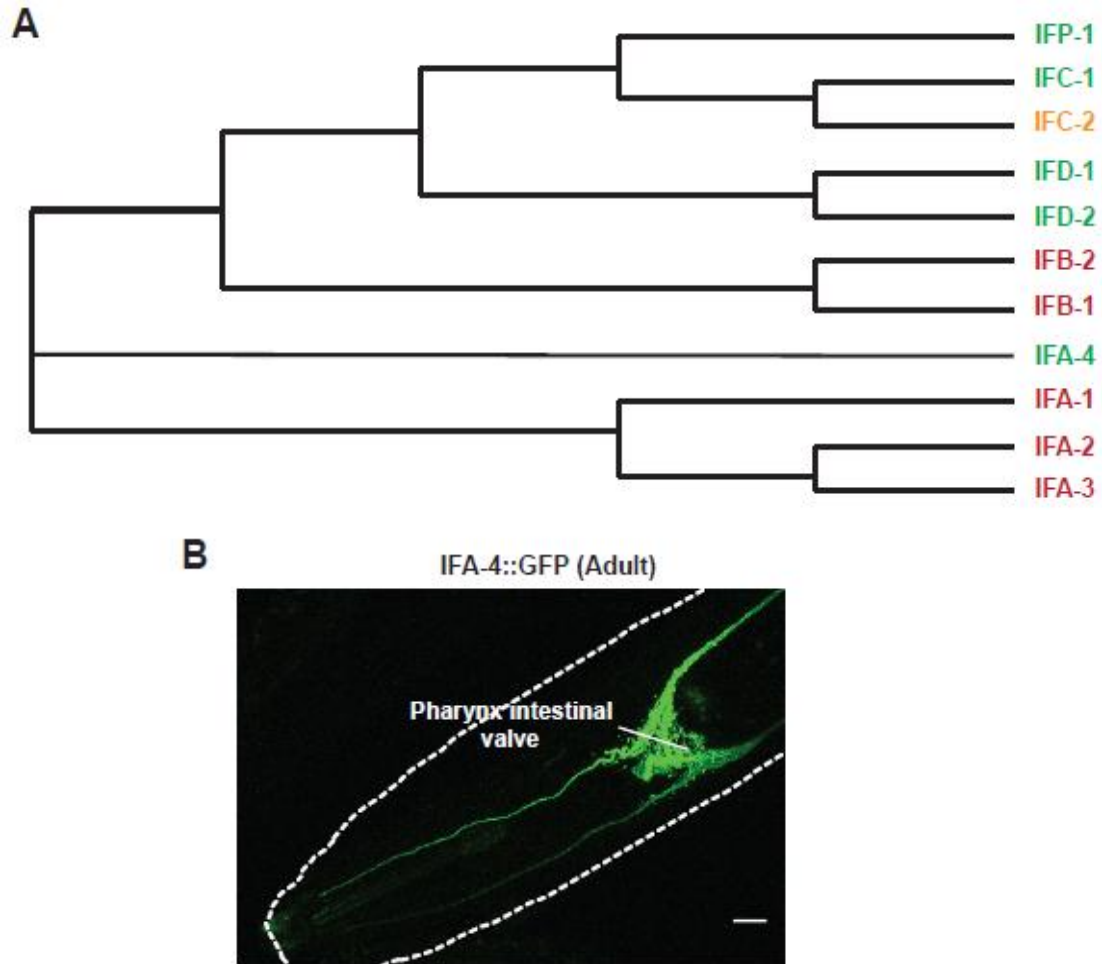 A
IFP-1
IFC-1
IFC-2
IFD-1
IFD-2
IFB-2
IFB-1
IFA-4
IFA-1
IFA-2
IFA-3
B
IFA-4::GFP (Adult)
Pharynx intestinal
valve